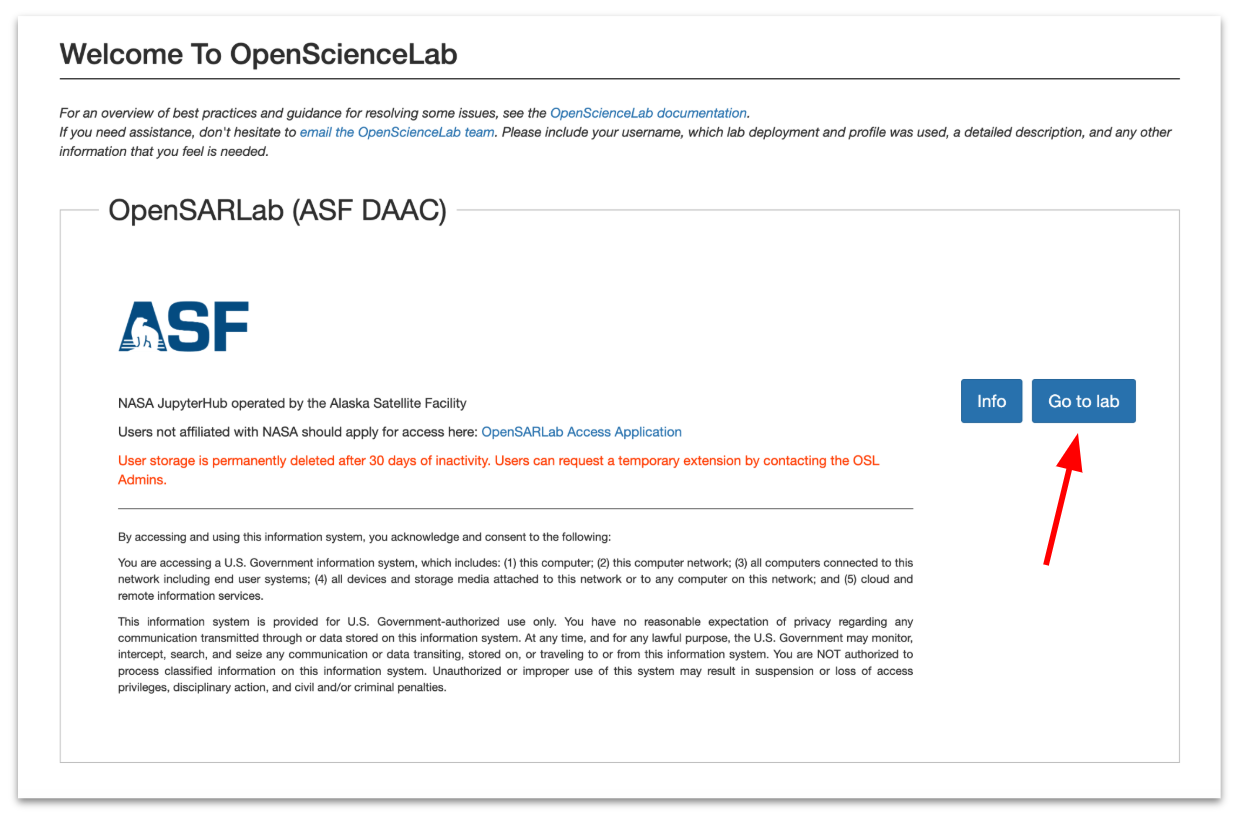 Welcome To OpenScienceLab
For an overview of best practices and guidance for resolving some issues, see the OpenScienceLab documentation.
If you need assistance, don't hesitate to email the OpenScienceLab team. Please include your username, which lab deployment and profile was used, a detailed description, and any other
information that you feel is needed.
OpenSARLab (ASF DAAC)
ASF
NASA JupyterHub operated by the Alaska Satellite Facility
Info
Go to lab
Users not affiliated with NASA should apply for access here: OpenSARLab Access Application
User storage is permanently deleted after 30 days of inactivity. Users can request a temporary extension by contacting the OSL
Admins.
By accessing and using this information system, you acknowledge and consent to the following:
You are accessing a U.S. Government information system, which includes: (1) this computer; (2) this computer network; (3) all computers connected to this
network including end user systems; (4) all devices and storage media attached to this network or to any computer on this network; and (5) cloud and
remote information services.
This information system is provided for U.S. Government-authorized use only. You have no reasonable expectation of privacy regarding any
communication transmitted through or data stored on this information system. At any time, and for any lawful purpose, the U.S. Government may monitor,
intercept, search, and seize any communication or data transiting, stored on, or traveling to or from this information system. You are NOT authorized to
process classified information on this information system. Unauthorized or improper use of this system may result in suspension or loss of access
privileges, disciplinary action, and civil and/or criminal penalties.